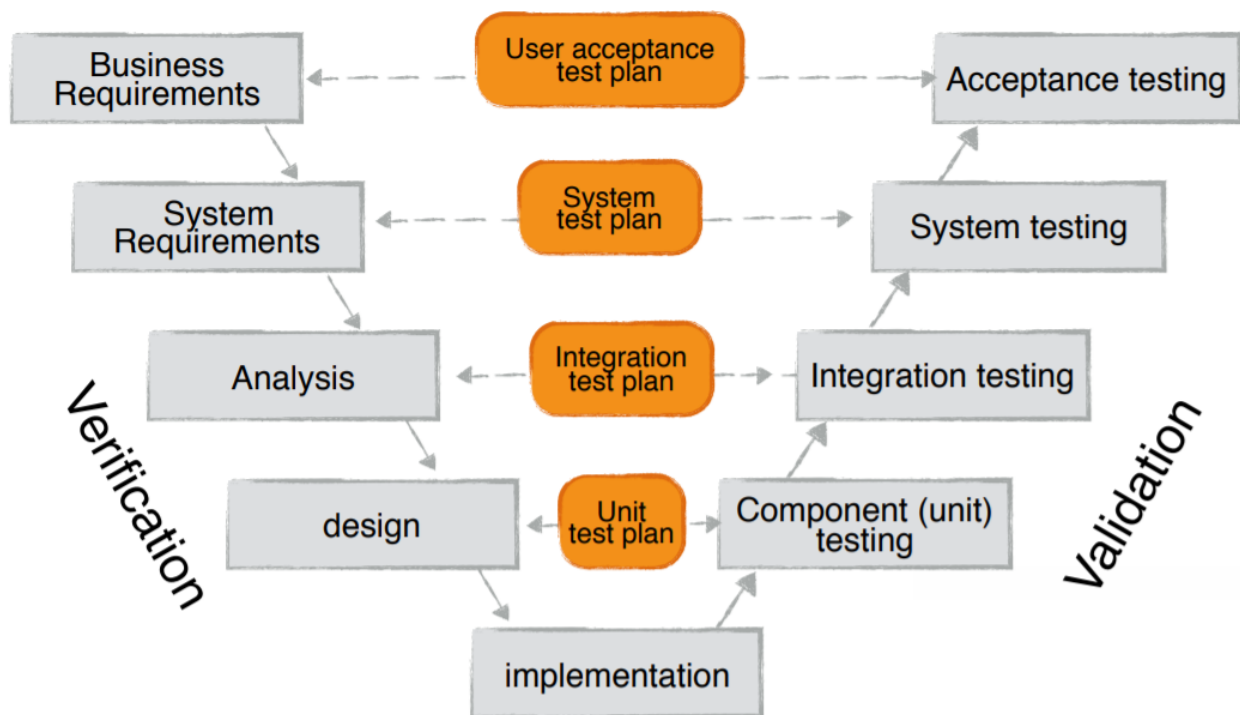 Business
Requirements
User acceptance
test plan
Acceptance testing
System
Requirements
System
test plan
System testing
Analysis
Integration
test plan
Integration testing
Verification
Validation
design
Unit
test plan
Component (unit)
testing
implementation